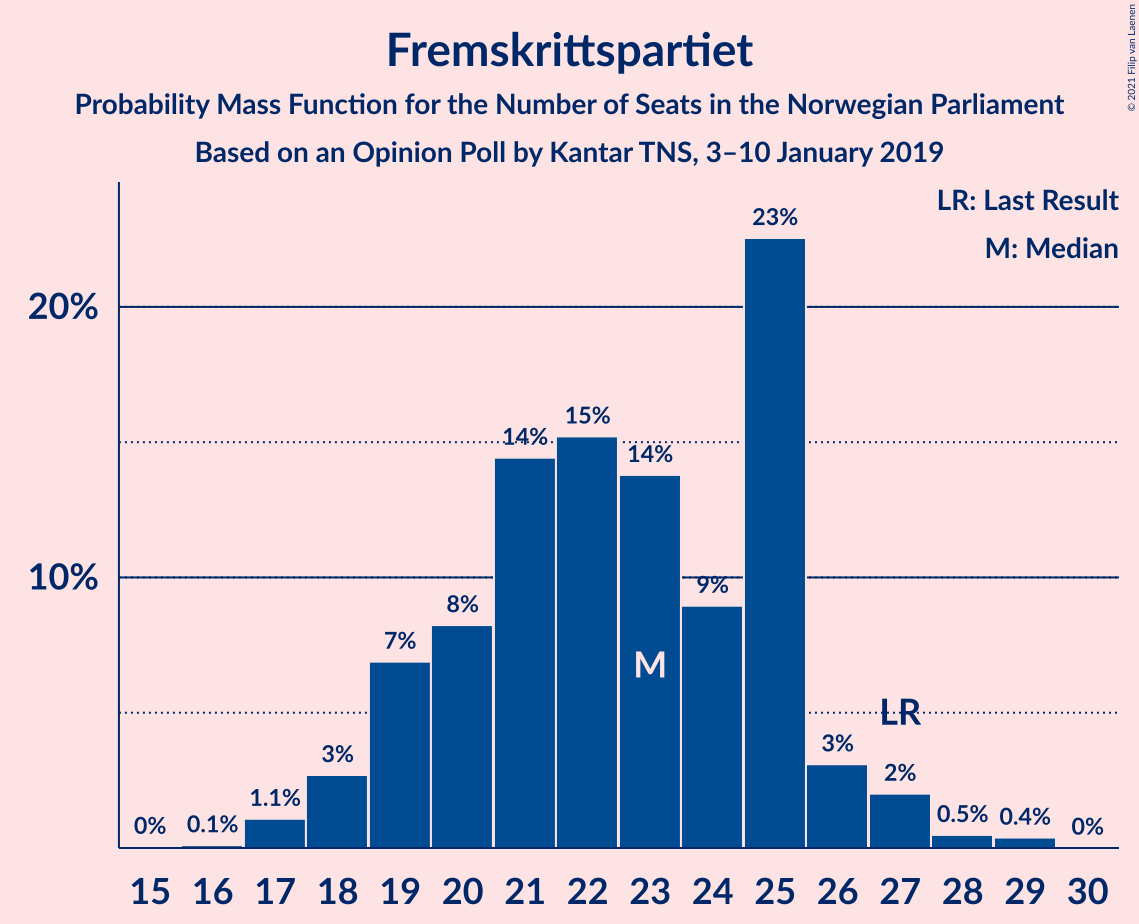 Fremskrittspartiet
Probability Mass Function for the Number of Seats in the Norwegian Parliament
Based on an Opinion Poll by Kantar TNS, 3–10 January 2019
© 2021 Filip van Laenen
LR: Last Result
M: Median
20%
10%
0% 0.1% 1.1% 3% 7% 8% 14% 15% 14% 9% 23% 3% 2% 0.5% 0.4% 0%
M
LR
15 16 17 18 19 20 21 22 23 24 25 26 27 28 29 30